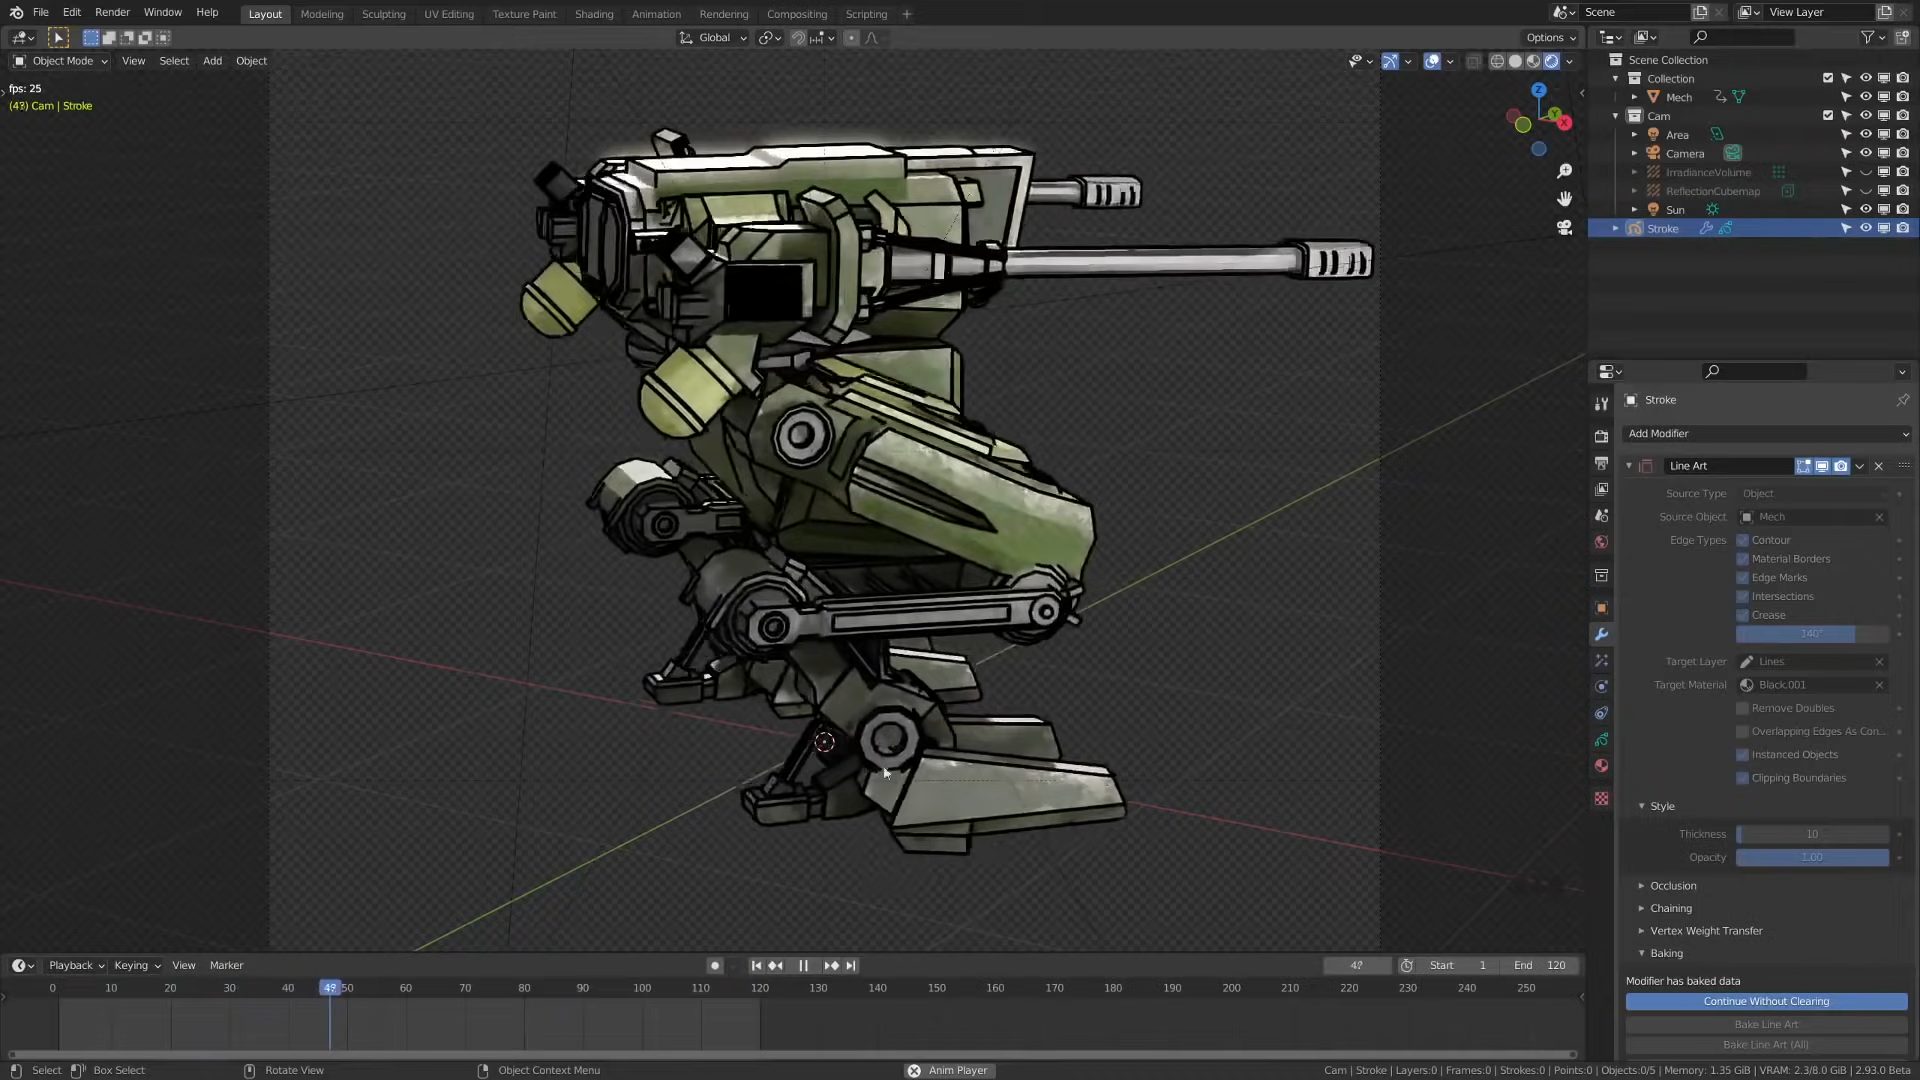 File Edit Render Window Help Layout Modeling Sculpting UV Editing Texture Paint Shading Animation Rendering Compositing Scripting + Scene View Layer
Global Options
Object Mode View Select Add Object
Scene Collection
Collection
Mech
Cam
Area
Camera
IrradianceVolume
ReflectionCubemap
Sun
Stroke
fps: 25
Cam | Stroke
Z
Y
X
Stroke
Add Modifier
Line Art
Source Type Object
Source Object Mech
Edge Types Contour
Material Borders
Edge Marks
Intersections
Crease
140°
Target Layer Lines
Target Material Black.001
Remove Doubles
Overlapping Edges As Con...
Instanced Objects
Clipping Boundaries
Style
Thickness 10
Opacity 1.00
Occlusion
Chaining
Vertex Weight Transfer
Baking
Modifier has baked data
Continue Without Clearing
Bake Line Art
Bake Line Art (All)
Playback Keying View Marker Start 1 End 120
0 10 20 30 40 50 60 70 80 90 100 110 120 130 140 150 160 170 180 190 200 210 220 230 240 250
Select Box Select Rotate View Object Context Menu Anim Player Cam | Stroke | Layers:0 | Frames:0 | Strokes:0 | Points:0 | Objects:0/5 | Memory: 1.35 GiB | VRAM: 2.3/8.0 GiB | 2.93.0 Beta